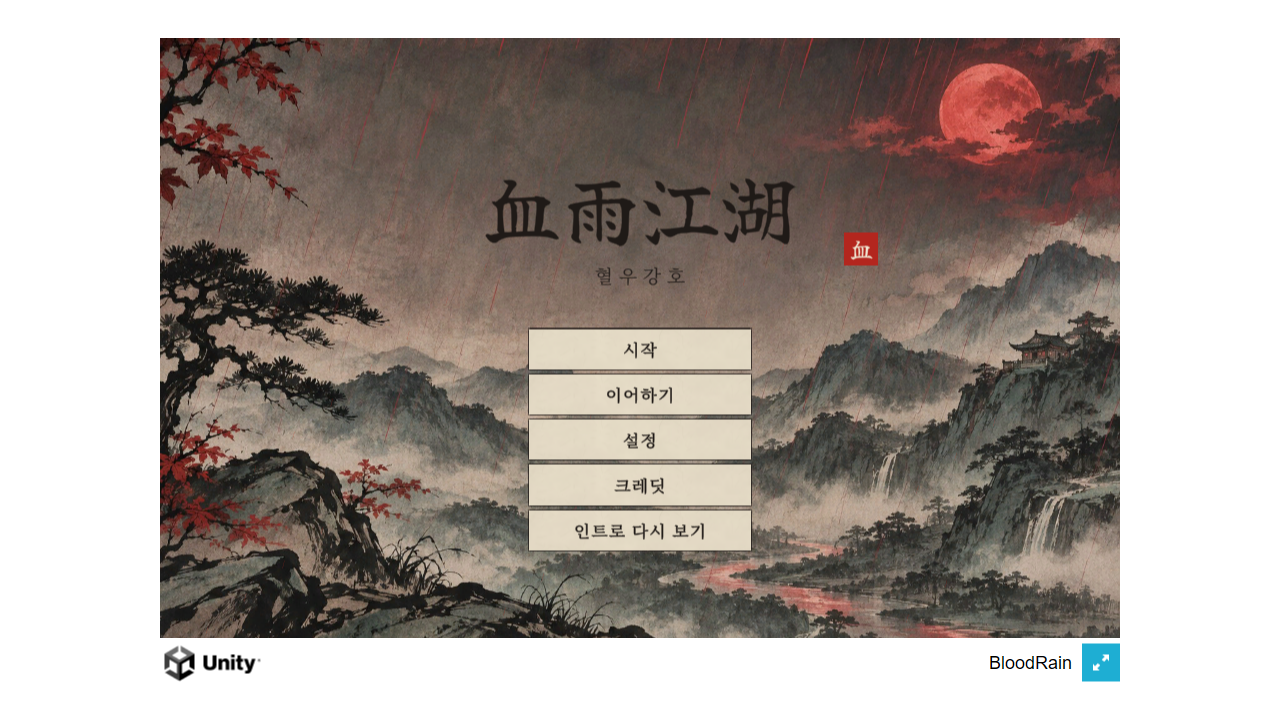 血雨江湖
血
혈우강호
시작
이어하기
설정
크레딧
인트로 다시 보기
Unity
BloodRain